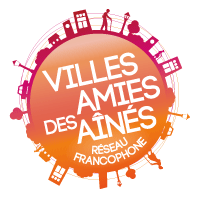 VILLES
AMIES
DES AÎNÉS
RÉSEAU
FRANCOPHONE